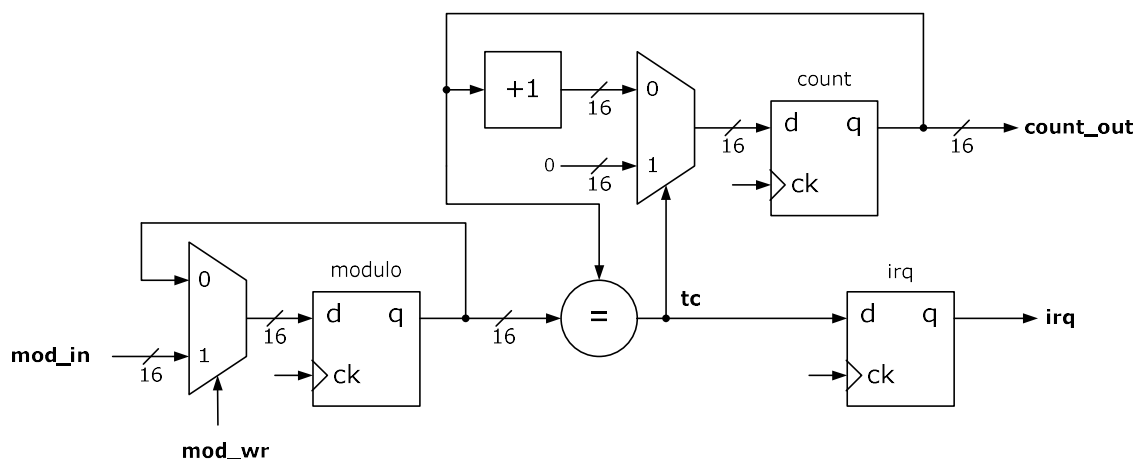 count
+1
16
0
16
d
q
16
count_out
16
0
1
16
ck
modulo
irq
0
d
q
tc
d
q
irq
16
16
=
mod_in
16
1
ck
ck
mod_wr